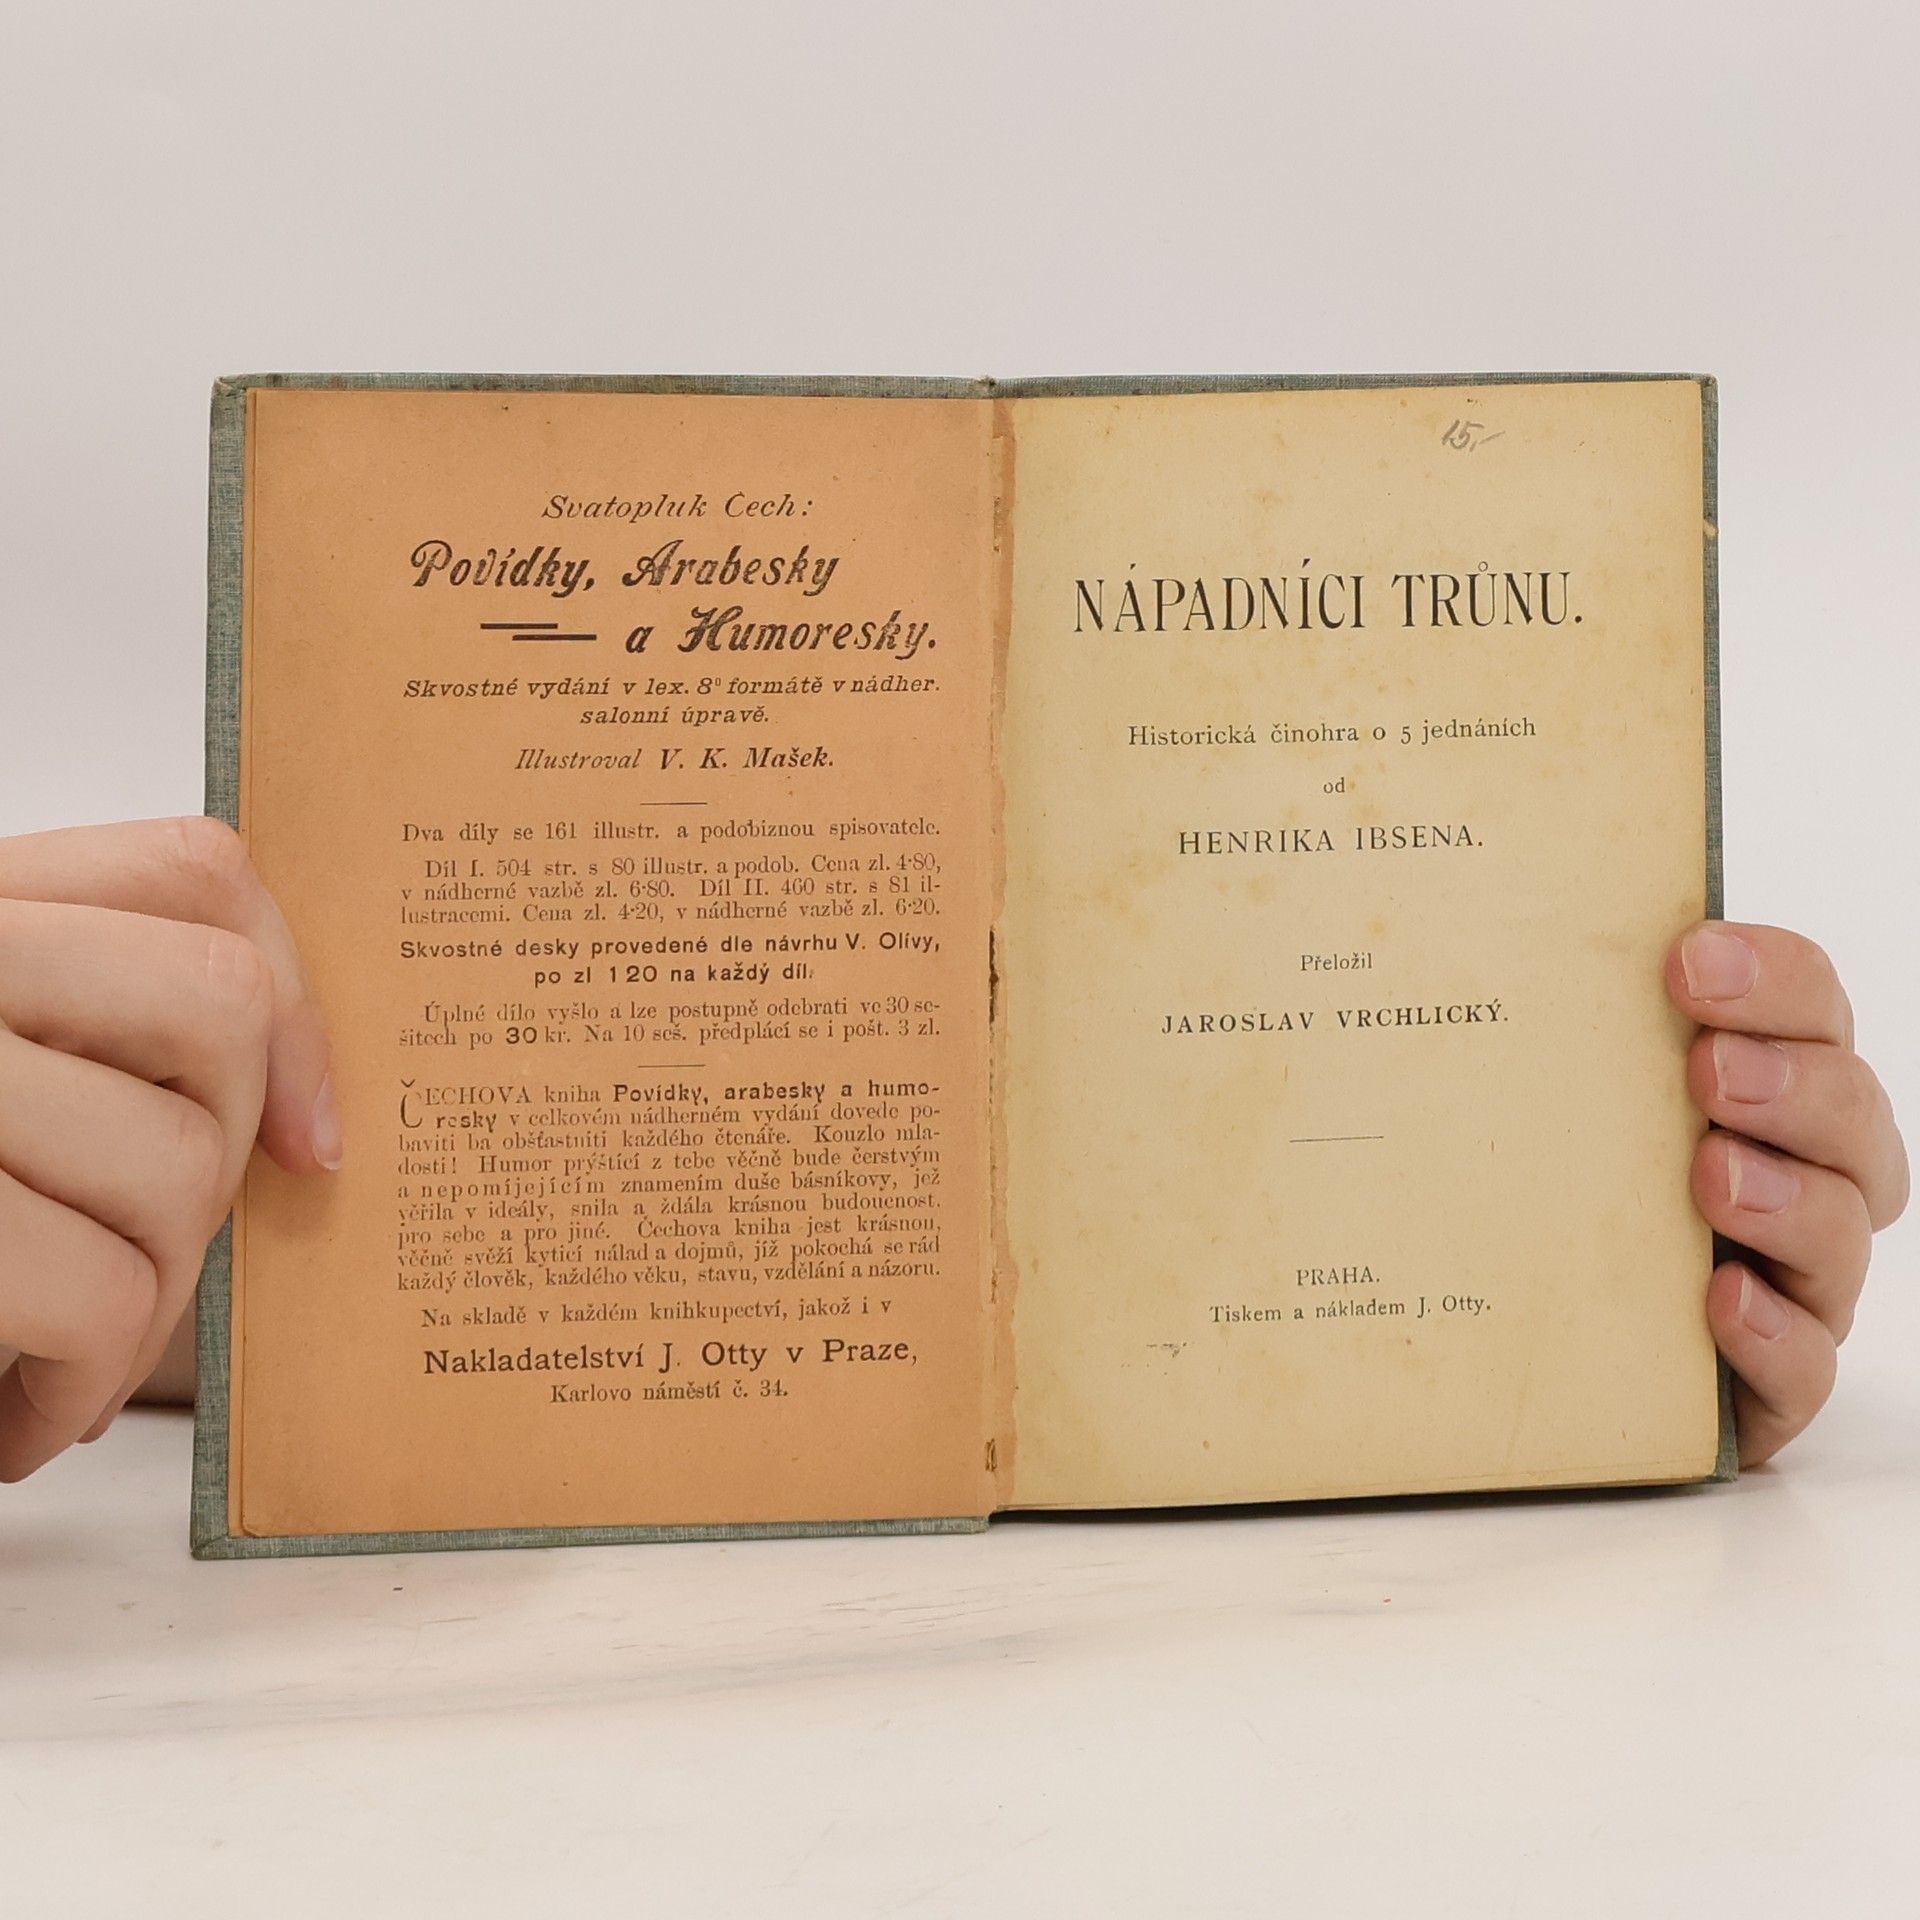 Svatopluk Čech:
Povídky, Arabesky
a Humoresky.
Skvostné vydání v lex. 8⁰ formátě v nádher.
salonní úpravě.
Illustroval V. K. Mašek.
Dva díly se 161 illustr. a podobiznou spisovatele.
Díl I. 504 str. s 80 illustr. a podob. Cena zl. 4·80,
v nádherné vazbě zl. 6·80. Díl II. 460 str. s 81 il-
lustracemi. Cena zl. 4·20, v nádherné vazbě zl. 6·20.
Skvostné desky provedené dle návrhu V. Olívy,
po zl 1 20 na každý díl.
Úplné dílo vyšlo a lze postupně odebrati ve 30 se-
šitech po 30 kr. Na 10 seš. předplácí se i pošt. 3 zl.
ČECHOVA kniha Povídky, arabesky a humo-
resky v celkovém nádherném vydání dovede po-
baviti ba obšťastniti každého čtenáře. Kouzlo mla-
dosti! Humor prýštící z tebe věčně bude čerstvým
a nepomíjejícím znamením duše básníkovy, jež
věřila v ideály, snila a ždála krásnou budoucnost.
pro sebe a pro jiné. Čechova kniha jest krásnou,
věčně svěží kyticí nálad a dojmů, jíž pokochá se rád
každý člověk, každého věku, stavu, vzdělání a názoru.
Na skladě v každém knihkupectví, jakož i v
Nakladatelství J. Otty v Praze,
Karlovo náměstí č. 34.
15,-
NÁPADNÍCI TRŮNU.
Historická činohra o 5 jednáních
od
HENRIKA IBSENA.
Přeložil
JAROSLAV VRCHLICKÝ.
PRAHA.
Tiskem a nákladem J. Otty.